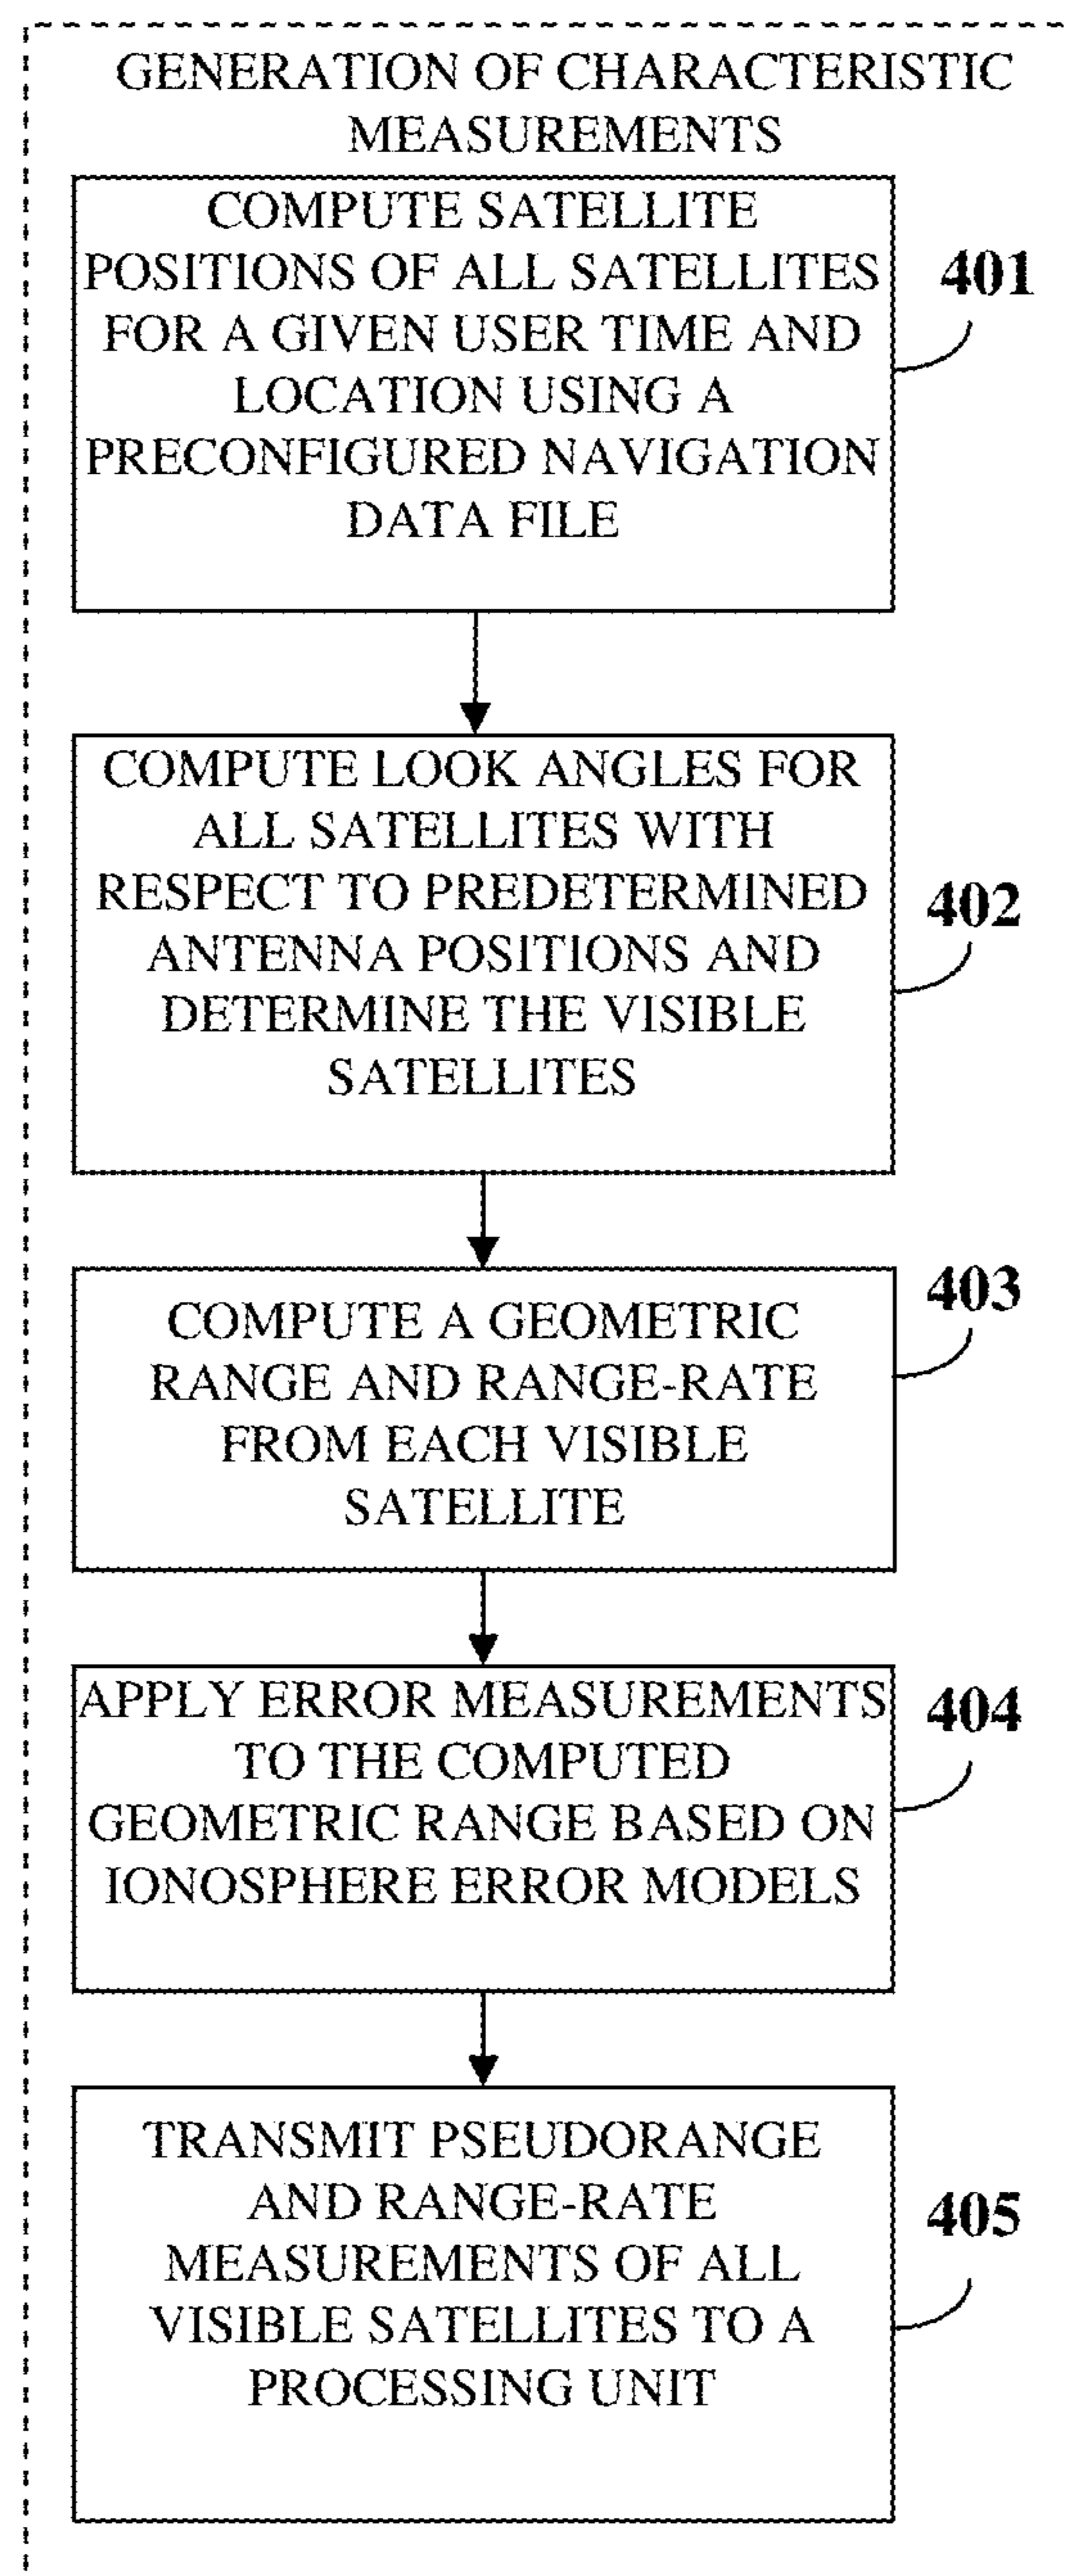 GENERATION OF CHARACTERISTIC
MEASUREMENTS
COMPUTE SATELLITE
POSITIONS OF ALL SATELLITES
FOR A GIVEN USER TIME AND
LOCATION USING A
PRECONFIGURED NAVIGATION
DATA FILE
401
COMPUTE LOOK ANGLES FOR
ALL SATELLITES WITH
RESPECT TO PREDETERMINED
ANTENNA POSITIONS AND
DETERMINE THE VISIBLE
SATELLITES
402
COMPUTE A GEOMETRIC
RANGE AND RANGE-RATE
FROM EACH VISIBLE
SATELLITE
403
APPLY ERROR MEASUREMENTS
TO THE COMPUTED
GEOMETRIC RANGE BASED ON
IONOSPHERE ERROR MODELS
404
TRANSMIT PSEUDORANGE
AND RANGE-RATE
MEASUREMENTS OF ALL
VISIBLE SATELLITES TO A
PROCESSING UNIT
405